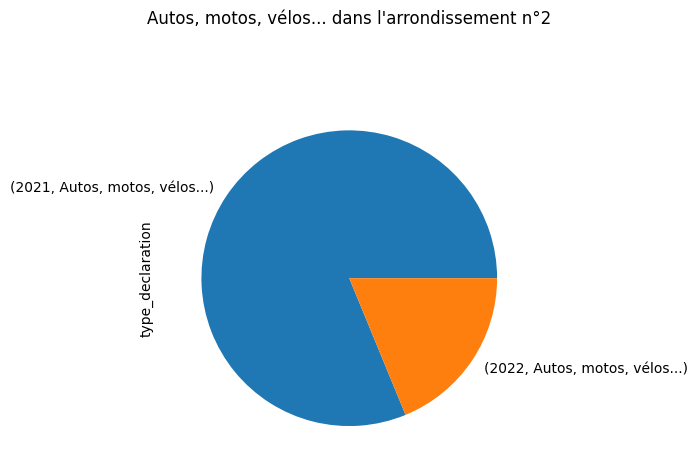 Autos, motos, vélos... dans l'arrondissement n°2
(2021, Autos, motos, vélos...)
type_declaration
(2022, Autos, motos, vélos...)